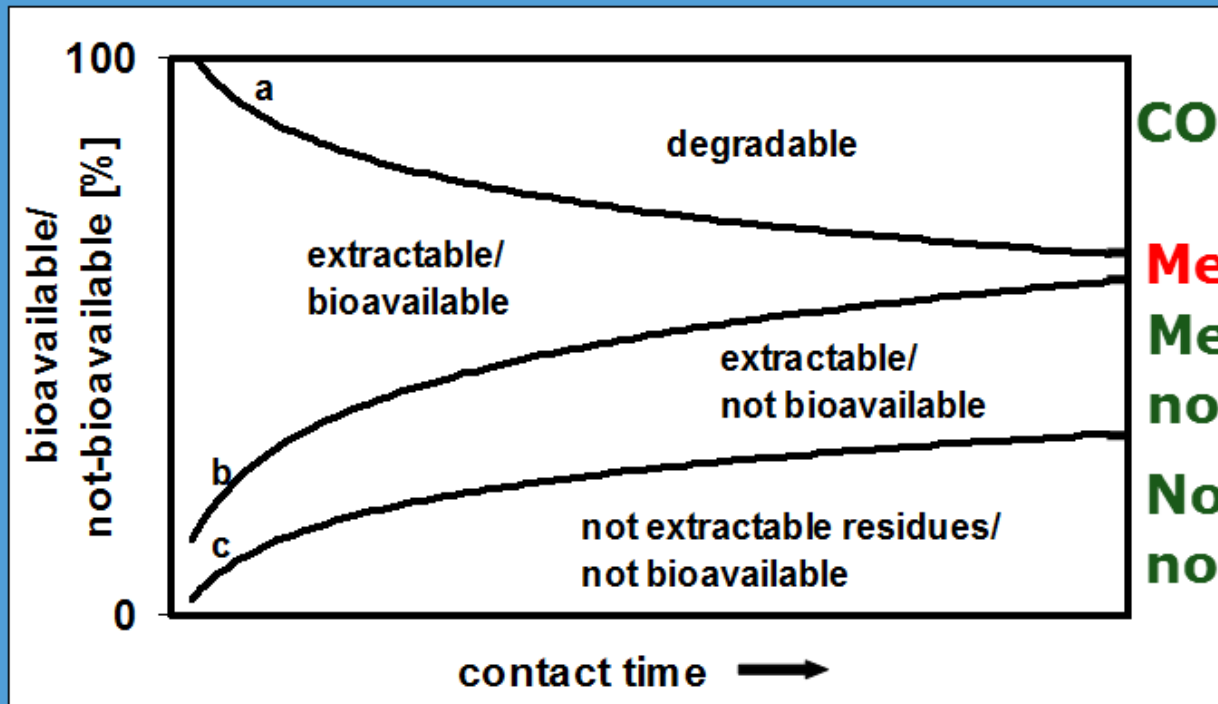 100
a
degradable
CO
bioavailable/
not-bioavailable [%]
extractable/
bioavailable
Me
Me
no
extractable/
not bioavailable
b
c
No
no
not extractable residues/
not bioavailable
0
contact time